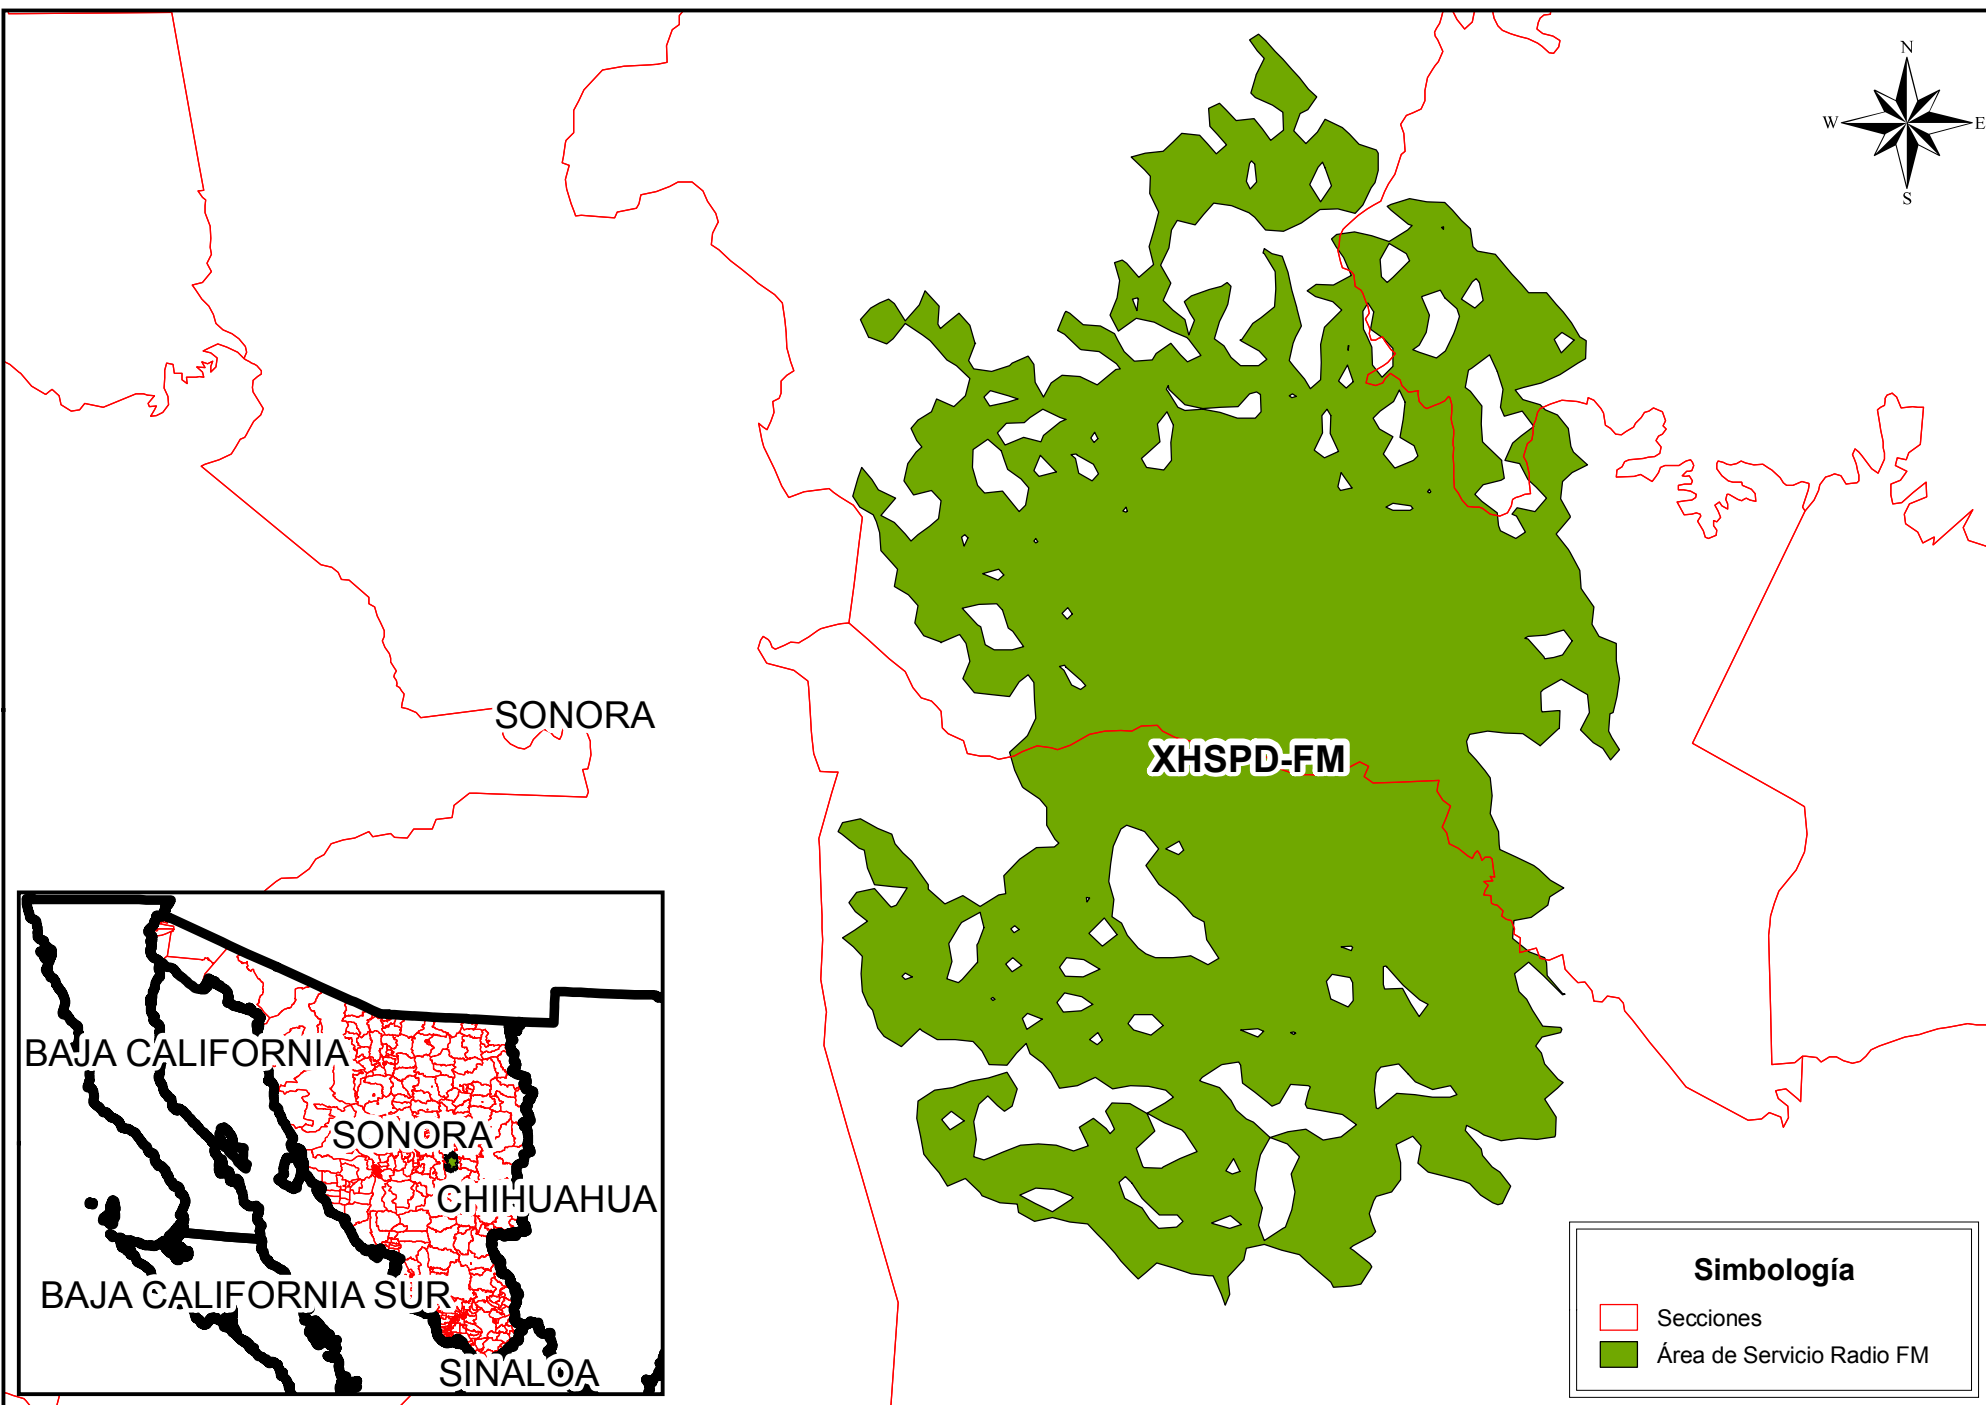 N
W E
S
SONORA
XHSPD-FM
BAJA CALIFORNIA
SONORA
CHIHUAHUA
BAJA CALIFORNIA SUR
SINALOA
Simbología
Secciones
Área de Servicio Radio FM